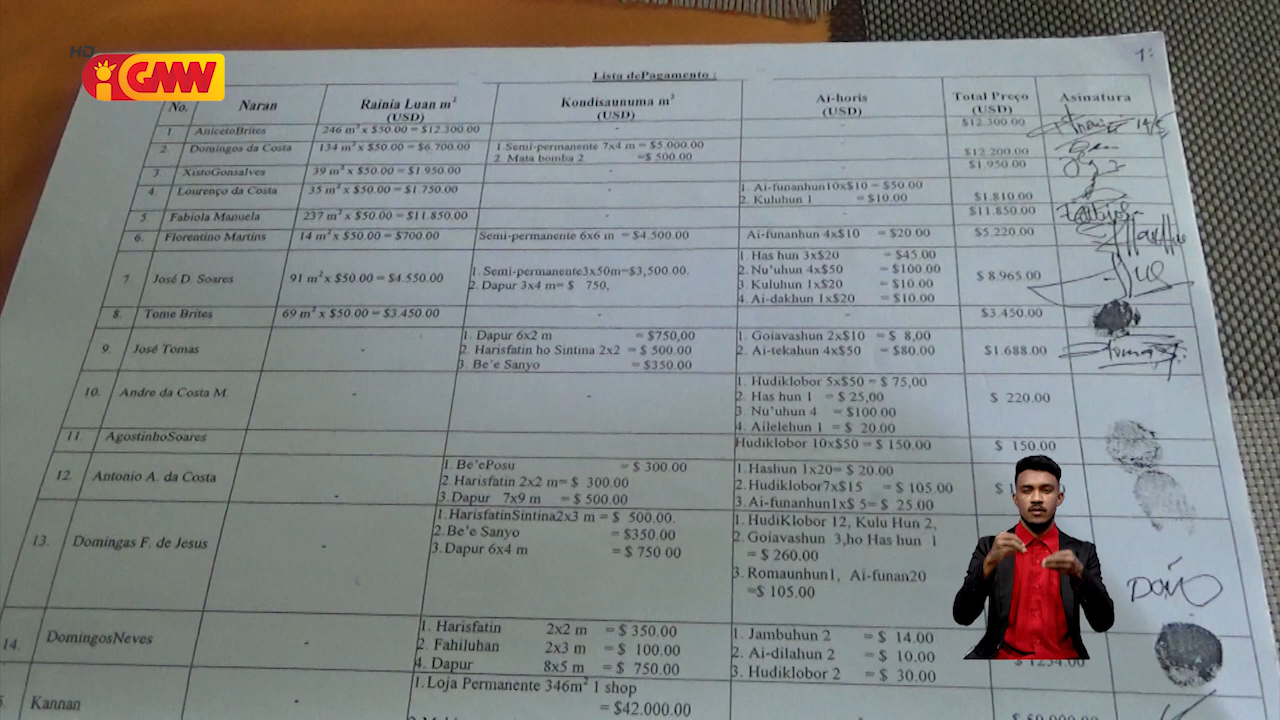 HD
GMN
1:
Lista dePagamento :
No. Naran Rainia Luan m² (USD) Kondisaunuma m² (USD) Ai-horis (USD) Total Preço (USD) Asinatura
1 AnicetoBrites 246 m² x $50.00 = $12.300.00 - - $12.300.00 14/5
2. Domingos da Costa 134 m² x $50.00 = $6.700.00 1.Semi-permanente 7x4 m = $5.000.00 - $12.200.00
2. Mata bomba 2 =$ 500.00
3. XistoGonsalves 39 m² x $50.00 = $1.950.00 - - $1.950.00
4. Lourenço da Costa 35 m² x $50.00 = $1.750.00 - 1. Ai-funanhun10x$10 = $50.00 $1.810.00
2. Kuluhun 1 = $10.00
5. Fabiola Manuela 237 m² x $50.00 = $11.850.00 - - $11.850.00
6. Florentino Martins 14 m² x $50.00 = $700.00 Semi-permanente 6x6 m = $4.500.00 Ai-funanhun 4x$10 = $20.00 $5.220.00
7. José D. Soares 91 m² x $50.00 = $4.550.00 1.Semi-permanente3x50m=$3,500.00. 1. Has hun 3x$20 = $45.00 $ 8.965.00
2. Dapur 3x4 m= $ 750, 2. Nu'uhun 4x$50 = $100.00
3. Kuluhun 1x$20 = $10.00
4. Ai-dakhun 1x$20 = $10.00
8. Tome Brites 69 m² x $50.00 = $3.450.00 - - $3.450.00
9. José Tomas - 1. Dapur 6x2 m = $750,00 1. Goiavashun 2x$10 = $ 8,00 $1.688.00
2. Harisfatin ho Sintina 2x2 = $ 500.00 2. Ai-tekahun 4x$50 = $80.00
3. Be'e Sanyo = $350.00
10. Andre da Costa M. - - 1. Hudiklobor 5x$50 = $ 75,00 $ 220.00
2. Has hun 1 = $ 25,00
3. Nu'uhun 4 = $100.00
4. Ailelehun 1 = $ 20.00
11. AgostinhoSoares Hudiklobor 10x$50 = $ 150.00 $ 150.00
12. Antonio A. da Costa - 1. Be'ePosu = $ 300.00 1.Hashun 1x20= $ 20.00 $
2. Harisfatin 2x2 m= $ 300.00 2.Hudiklobor7x$15 = $ 105.00
3.Dapur 7x9 m = $ 500.00 3.Ai-funanhun1x$ 5= $ 25.00
13. Domingas F. de Jesus - 1.HarisfatinSintina2x3 m = $ 500.00. 1. HudiKlobor 12, Kulu Hun 2,
2.Be'e Sanyo = $350.00 2. Goiavashun 3,ho Has hun 1 = $ 260.00
3.Dapur 6x4 m = $ 750.00 3. Romaunhun1, Ai-funan20 =$ 105.00
14. DomingosNeves - 1. Harisfatin 2x2 m = $ 350.00 1. Jambuhun 2 = $ 14.00 $ 1254.00
2. Fahiluhan 2x3 m = $ 100.00 2. Ai-dilahun 2 = $ 10.00
4. Dapur 8x5 m = $ 750.00 3. Hudiklobor 2 = $ 30.00
Kannan - 1.Loja Permanente 346m² 1 shop
= $42.000.00